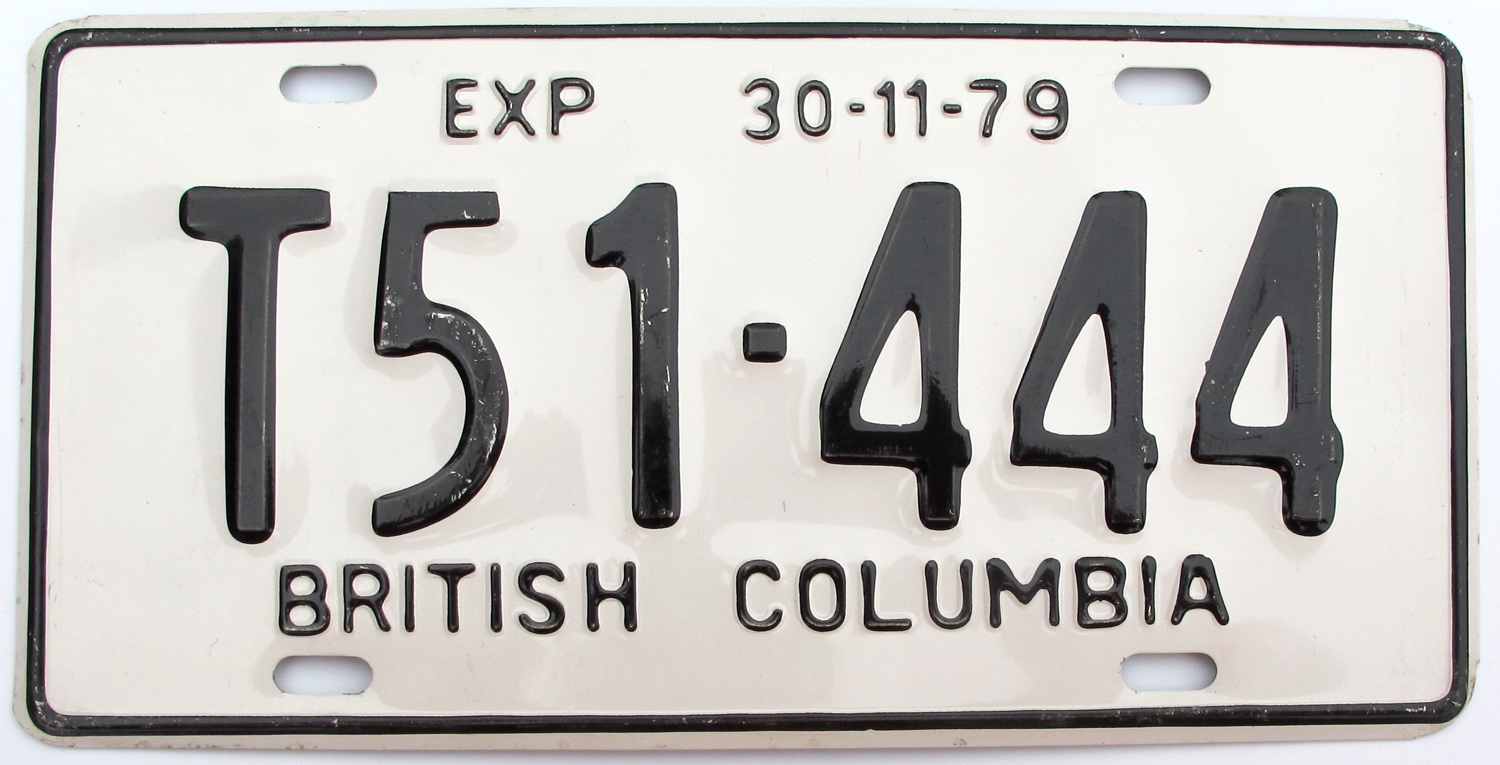 EXP 30-11-79
T51-444
BRITISH COLUMBIA